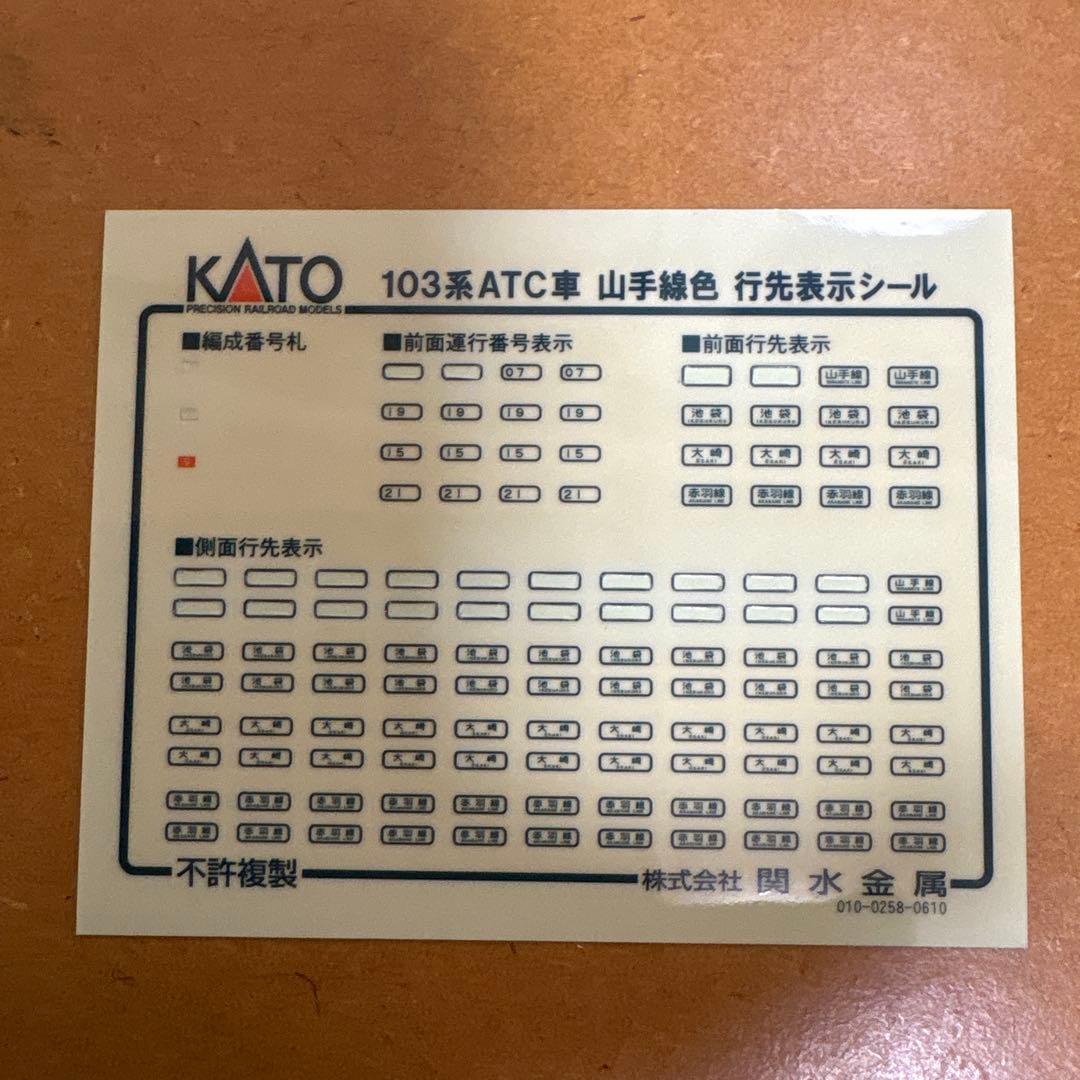 KATO
PRECISION RAILROAD MODELS
103系ATC車 山手線色 行先表示シール
■編成番号札
■前面運行番号表示
■前面行先表示
07 07
山手線 山手線
19 19 19 19
池袋 池袋 池袋 池袋
15 15 15 15
大崎 大崎 大崎 大崎
21 21 21 21
赤羽線 赤羽線 赤羽線 赤羽線
■側面行先表示
山手線
山手線
池袋 池袋 池袋 池袋 池袋 池袋 池袋 池袋 池袋 池袋 池袋
池袋 池袋 池袋 池袋 池袋 池袋 池袋 池袋 池袋 池袋 池袋
大崎 大崎 大崎 大崎 大崎 大崎 大崎 大崎 大崎 大崎 大崎
大崎 大崎 大崎 大崎 大崎 大崎 大崎 大崎 大崎 大崎 大崎
赤羽線 赤羽線 赤羽線 赤羽線 赤羽線 赤羽線 赤羽線 赤羽線 赤羽線 赤羽線 赤羽線
赤羽線 赤羽線 赤羽線 赤羽線 赤羽線 赤羽線 赤羽線 赤羽線 赤羽線 赤羽線 赤羽線
不許複製
株式会社 関水金属
010-0258-0610